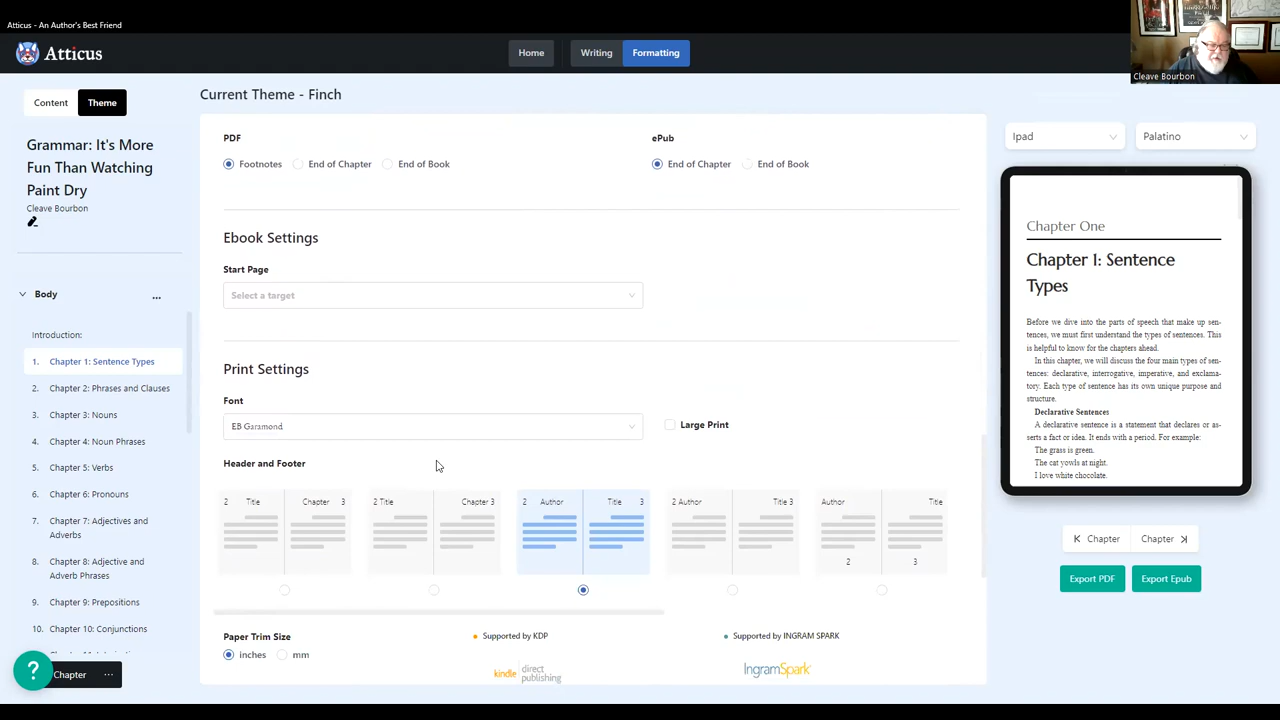 Atticus - An Author's Best Friend
Atticus
Home
Writing
Formatting
Cleave Bourbon
Content
Theme
Current Theme - Finch
Grammar: It's More
Fun Than Watching
Paint Dry
Cleave Bourbon
Body
...
Introduction:
1. Chapter 1: Sentence Types
2. Chapter 2: Phrases and Clauses
3. Chapter 3: Nouns
4. Chapter 4: Noun Phrases
5. Chapter 5: Verbs
6. Chapter 6: Pronouns
7. Chapter 7: Adjectives and
Adverbs
8. Chapter 8: Adjective and
Adverb Phrases
9. Chapter 9: Prepositions
10. Chapter 10: Conjunctions
?
Chapter ...
PDF
Footnotes
End of Chapter
End of Book
ePub
End of Chapter
End of Book
Ebook Settings
Start Page
Select a target
Print Settings
Font
EB Garamond
Large Print
Header and Footer
2 Title Chapter 3
2 Title Chapter 3
2 Author Title 3
2 Author Title 3
Author Title
2 3
Paper Trim Size
inches
mm
Supported by KDP
kindle direct
publishing
Supported by INGRAM SPARK
IngramSpark
Ipad
Palatino
Chapter One
Chapter 1: Sentence
Types
Before we dive into the parts of speech that make up sen-
tences, we must first understand the types of sentences. This
is helpful to know for the chapters ahead.
In this chapter, we will discuss the four main types of sen-
tences: declarative, interrogative, imperative, and exclama-
tory. Each type of sentence has its own unique purpose and
structure.
Declarative Sentences
A declarative sentence is a statement that declares or as-
serts a fact or idea. It ends with a period. For example:
The grass is green.
The cat yowls at night.
I love white chocolate.
Chapter
Chapter
Export PDF
Export Epub